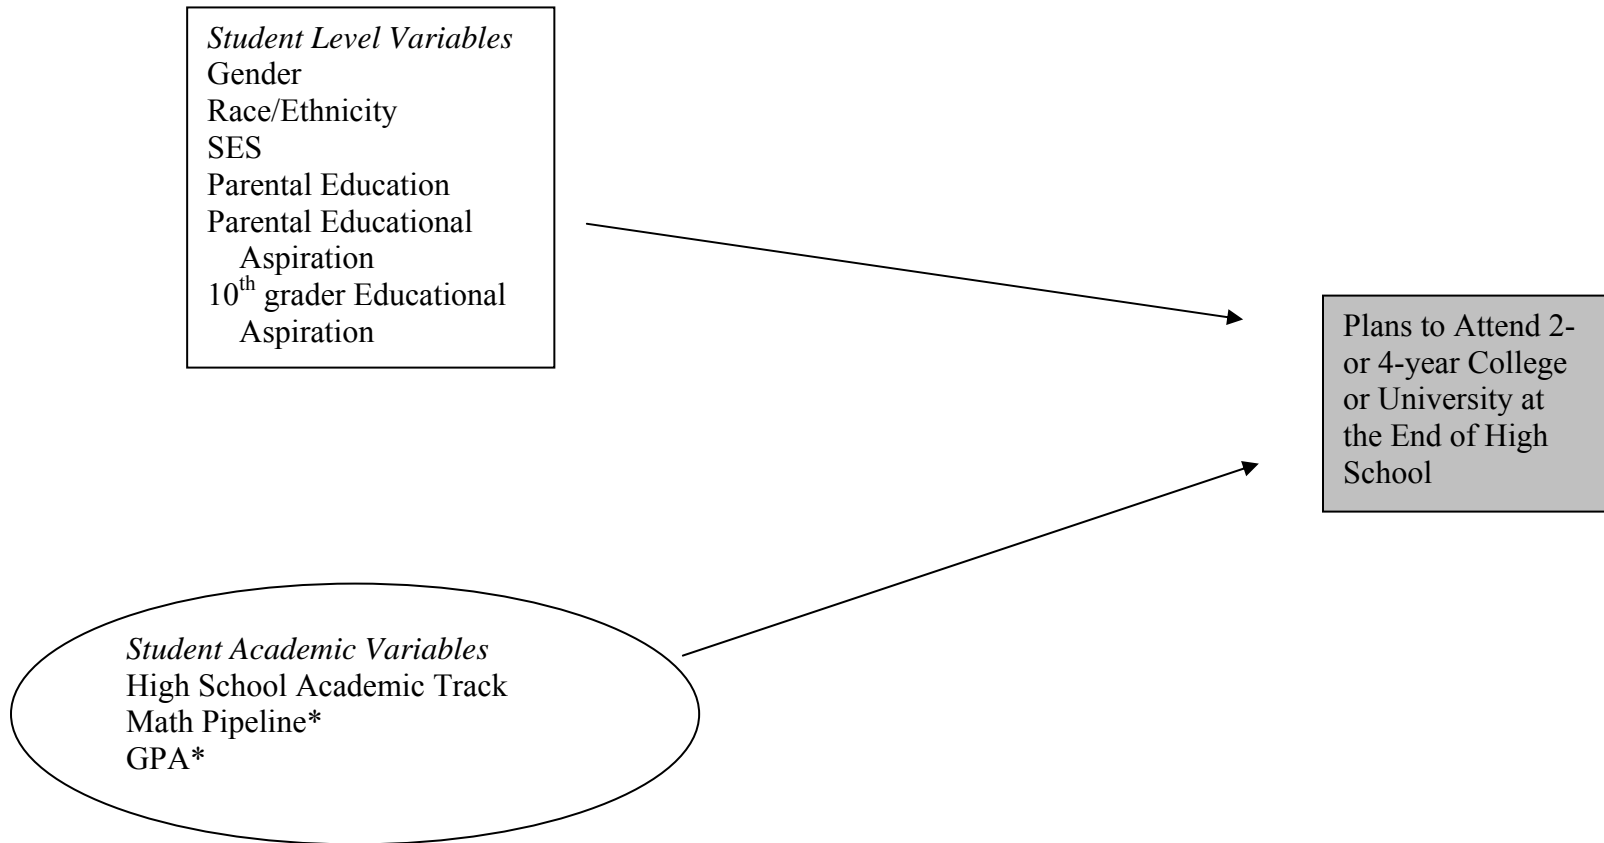 Student Level Variables
Gender
Race/Ethnicity
SES
Parental Education
Parental Educational
Aspiration
10th grader Educational
Aspiration
Plans to Attend 2-
or 4-year College
or University at
the End of High
School
Student Academic Variables
High School Academic Track
Math Pipeline*
GPA*